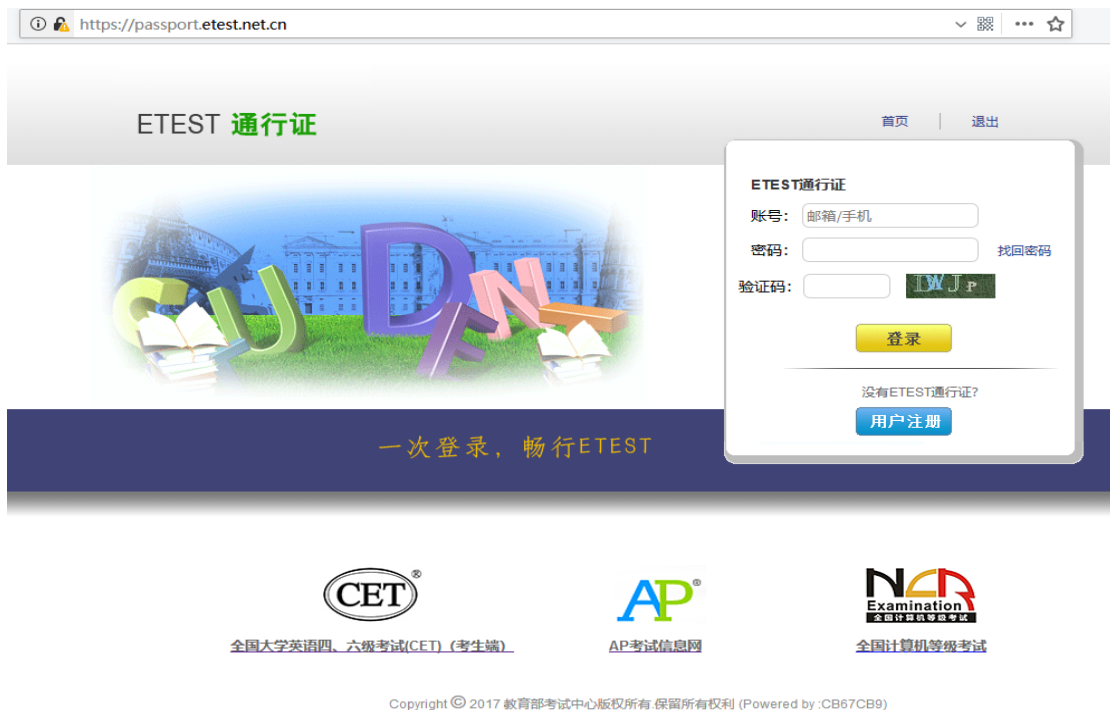 https://passport.etest.net.cn
ETEST 通行证
首页
退出
ETEST通行证
账号: 邮箱/手机
密码: 找回密码
验证码: IWJP
登录
没有ETEST通行证?
用户注册
一次登录, 畅行ETEST
CET®
AP®
NCR
Examination
全国计算机等级考试
全国大学英语四、六级考试(CET)（考生端）
AP考试信息网
全国计算机等级考试
Copyright © 2017 教育部考试中心版权所有.保留所有权利 (Powered by :CB67CB9)